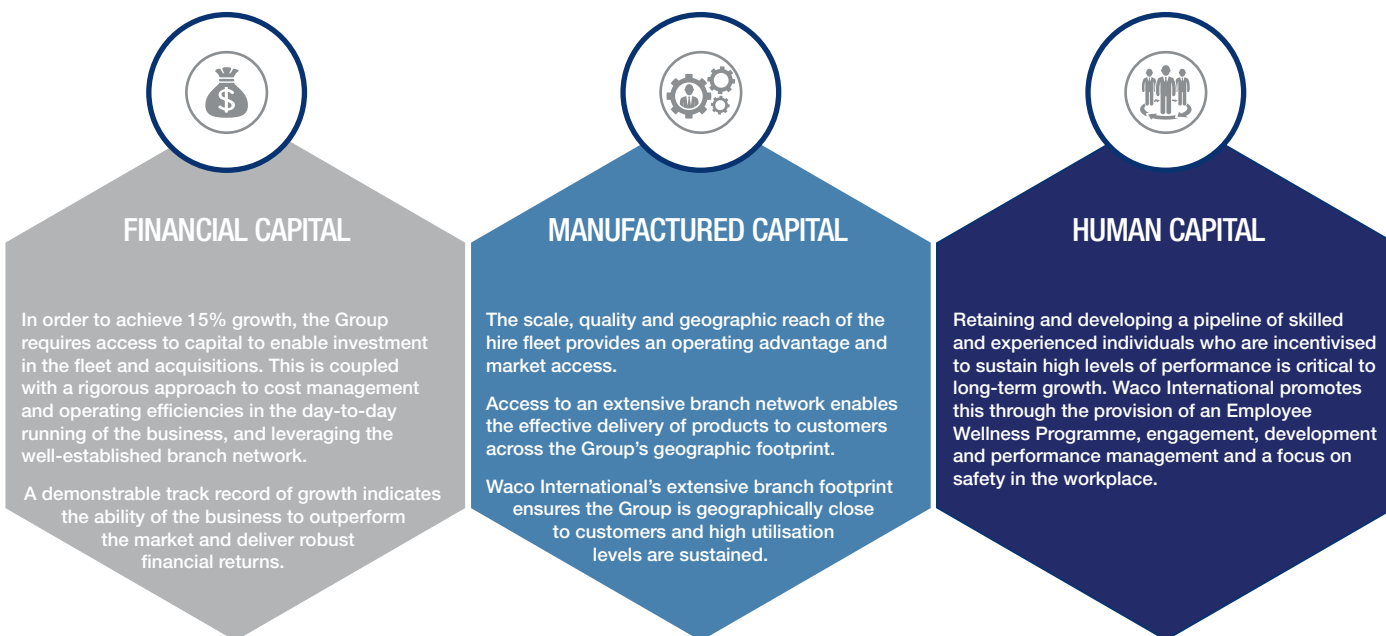 FINANCIAL CAPITAL
In order to achieve 15% growth, the Group
requires access to capital to enable investment
in the fleet and acquisitions. This is coupled
with a rigorous approach to cost management
and operating efficiencies in the day-to-day
running of the business, and leveraging the
well-established branch network.
A demonstrable track record of growth indicates
the ability of the business to outperform
the market and deliver robust
financial returns.
MANUFACTURED CAPITAL
The scale, quality and geographic reach of the
hire fleet provides an operating advantage and
market access.
Access to an extensive branch network enables
the effective delivery of products to customers
across the Group's geographic footprint.
Waco International's extensive branch footprint
ensures the Group is geographically close
to customers and high utilisation
levels are sustained.
HUMAN CAPITAL
Retaining and developing a pipeline of skilled
and experienced individuals who are incentivised
to sustain high levels of performance is critical to
long-term growth. Waco International promotes
this through the provision of an Employee
Wellness Programme, engagement, development
and performance management and a focus on
safety in the workplace.